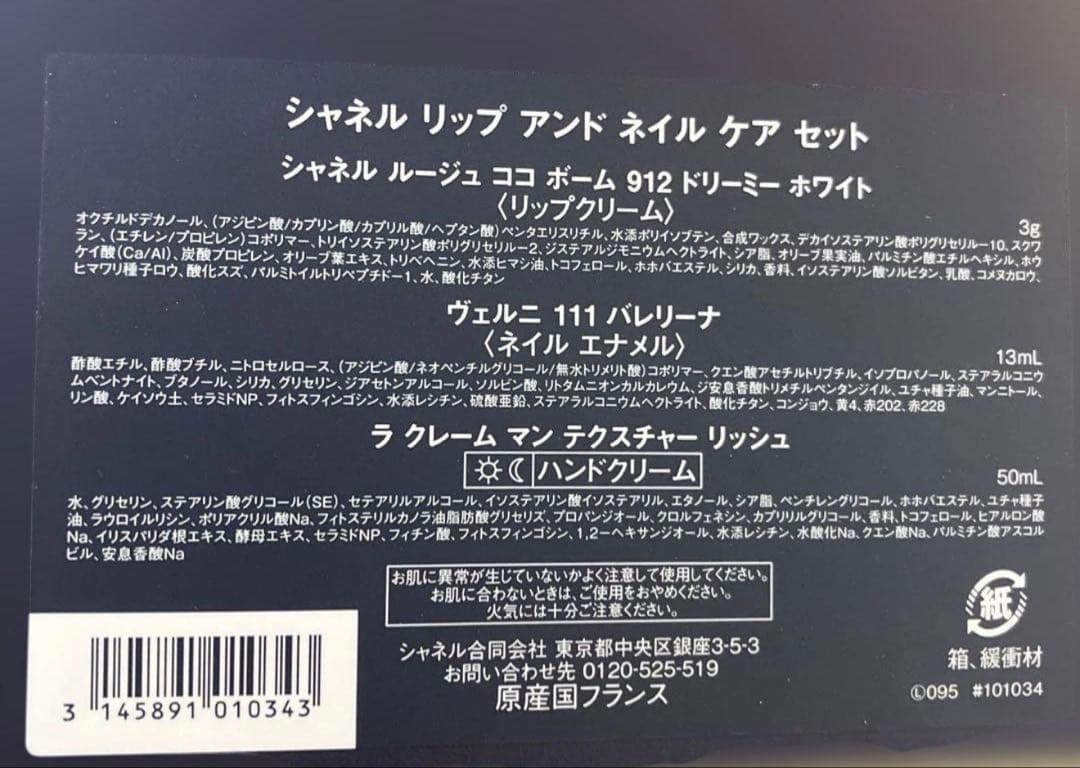 シャネル リップ アンド ネイル ケア セット
シャネル ルージュ ココ ボーム 912 ドリーミー ホワイト
〈リップクリーム〉
3g
オクチルドデカノール、(アジピン酸/カプリン酸/カプリル酸/ヘプタン酸)ペンタエリスリチル、水添ポリイソブテン、合成ワックス、デカイソステアリン酸ポリグリセリル-10、スクワ
ラン、(エチレン/プロピレン)コポリマー、トリイソステアリン酸ポリグリセリル-2、ジステアルジモニウムヘクトライト、シア脂、オリーブ果実油、パルミチン酸エチルヘキシル、ホウ
ケイ酸(Ca/Al)、炭酸プロピレン、オリーブ葉エキス、トリベヘニン、水添ヒマシ油、トコフェロール、ホホバエステル、シリカ、香料、イソステアリン酸ソルビタン、乳酸、コメヌカロウ、
ヒマワリ種子ロウ、酸化スズ、パルミトイルトリペプチド-1、水、酸化チタン
ヴェルニ 111 バレリーナ
〈ネイル エナメル〉
13mL
酢酸エチル、酢酸ブチル、ニトロセルロース、(アジピン酸/ネオペンチルグリコール/無水トリメリト酸)コポリマー、クエン酸アセチルトリブチル、イソプロパノール、ステアラルコニウ
ムベントナイト、ブタノール、シリカ、グリセリン、ジアセトンアルコール、ソルビン酸、リトタムニオンカルカレウム、ジ安息香酸トリメチルペンタンジイル、ユチャ種子油、マンニトール、
リン酸、ケイソウ土、セラミドNP、フィトスフィンゴシン、水添レシチン、硫酸亜鉛、ステアラルコニウムヘクトライト、酸化チタン、コンジョウ、黄4、赤202、赤228
ラ クレーム マン テクスチャー リッシュ
ハンドクリーム
50mL
水、グリセリン、ステアリン酸グリコール(SE)、セテアリルアルコール、イソステアリン酸イソステアリル、エタノール、シア脂、ペンチレングリコール、ホホバエステル、ユチャ種子
油、ラウロイルリシン、ポリアクリル酸Na、フィトステリルカノラ油脂肪酸グリセリズ、プロパンジオール、クロルフェネシン、カプリリルグリコール、香料、トコフェロール、ヒアルロン酸
Na、イリスパリダ根エキス、酵母エキス、セラミドNP、フィチン酸、フィトスフィンゴシン、1,2-ヘキサンジオール、水添レシチン、水酸化Na、クエン酸Na、パルミチン酸アスコル
ビル、安息香酸Na
お肌に異常が生じていないかよく注意して使用してください。
お肌に合わないときは、ご使用をおやめください。
火気には十分ご注意ください。
シャネル合同会社 東京都中央区銀座3-5-3
お問い合わせ先 0120-525-519
原産国フランス
紙
箱、緩衝材
Ⓛ095 #101034
3 145891 010343